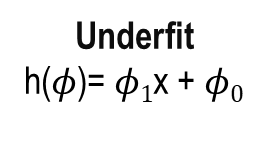 Underfit
h(ϕ)= ϕ₁x + ϕ₀